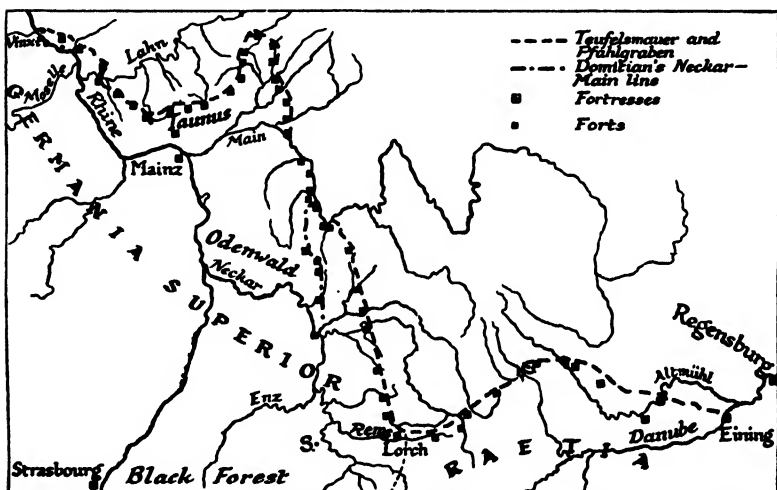 Teufelsmauer and
Pfahlgraben
Domitian's Neckar—
Main line
Fortresses
Forts
Lahn
G. Moselle
Rhine
Taunus
Main
Mainz
ERMANIA SUPERIOR
Odenwald
Neckar
Regensburg
Altmühl
Enz
S.
Rems
Lorch
RAETIA
Danube
Eining
Strasbourg
Black Forest